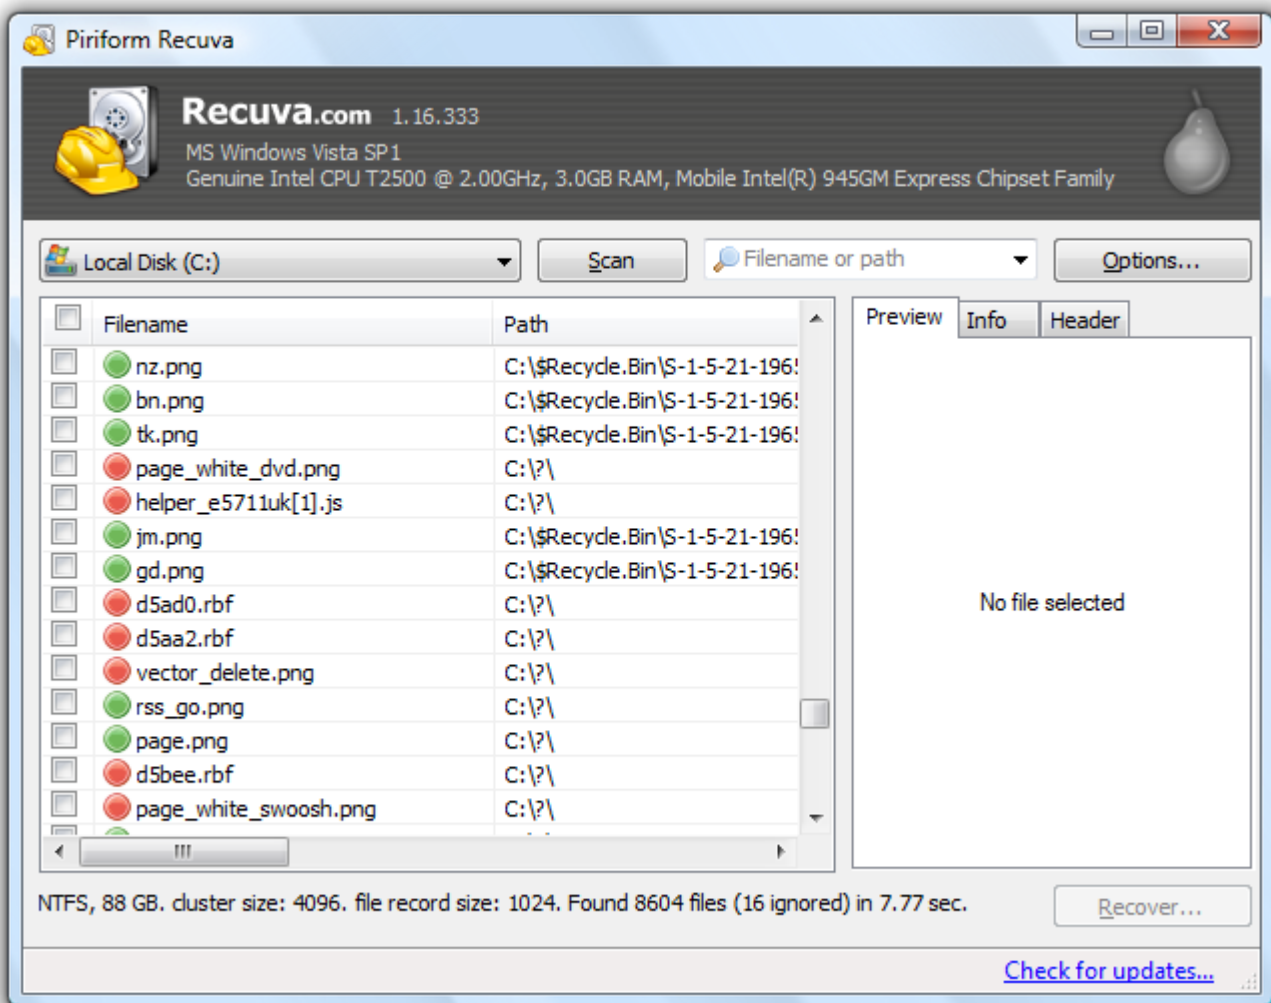 Piriform Recuva
Recuva.com 1.16.333
MS Windows Vista SP1
Genuine Intel CPU T2500 @ 2.00GHz, 3.0GB RAM, Mobile Intel(R) 945GM Express Chipset Family
Local Disk (C:) Scan Filename or path Options...
Filename Path Preview Info Header
nz.png C:\$Recycle.Bin\S-1-5-21-1965
bn.png C:\$Recycle.Bin\S-1-5-21-1965
tk.png C:\$Recycle.Bin\S-1-5-21-1965
page_white_dvd.png C:\?\
helper_e5711uk[1].js C:\?\
jm.png C:\$Recycle.Bin\S-1-5-21-1965
gd.png C:\$Recycle.Bin\S-1-5-21-1965
d5ad0.rbf C:\?\ No file selected
d5aa2.rbf C:\?\
vector_delete.png C:\?\
rss_go.png C:\?\
page.png C:\?\
d5bee.rbf C:\?\
page_white_swoosh.png C:\?\
NTFS, 88 GB. cluster size: 4096. file record size: 1024. Found 8604 files (16 ignored) in 7.77 sec. Recover...
Check for updates...